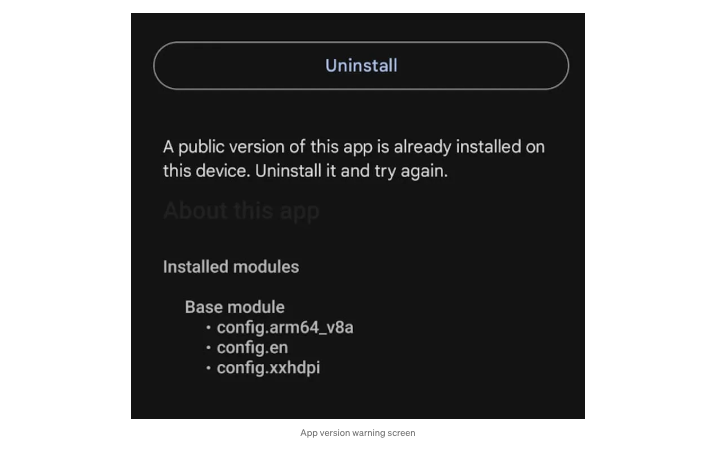 Uninstall
A public version of this app is already installed on
this device. Uninstall it and try again.
About this app
Installed modules
Base module
• config.arm64_v8a
• config.en
• config.xxhdpi
App version warning screen